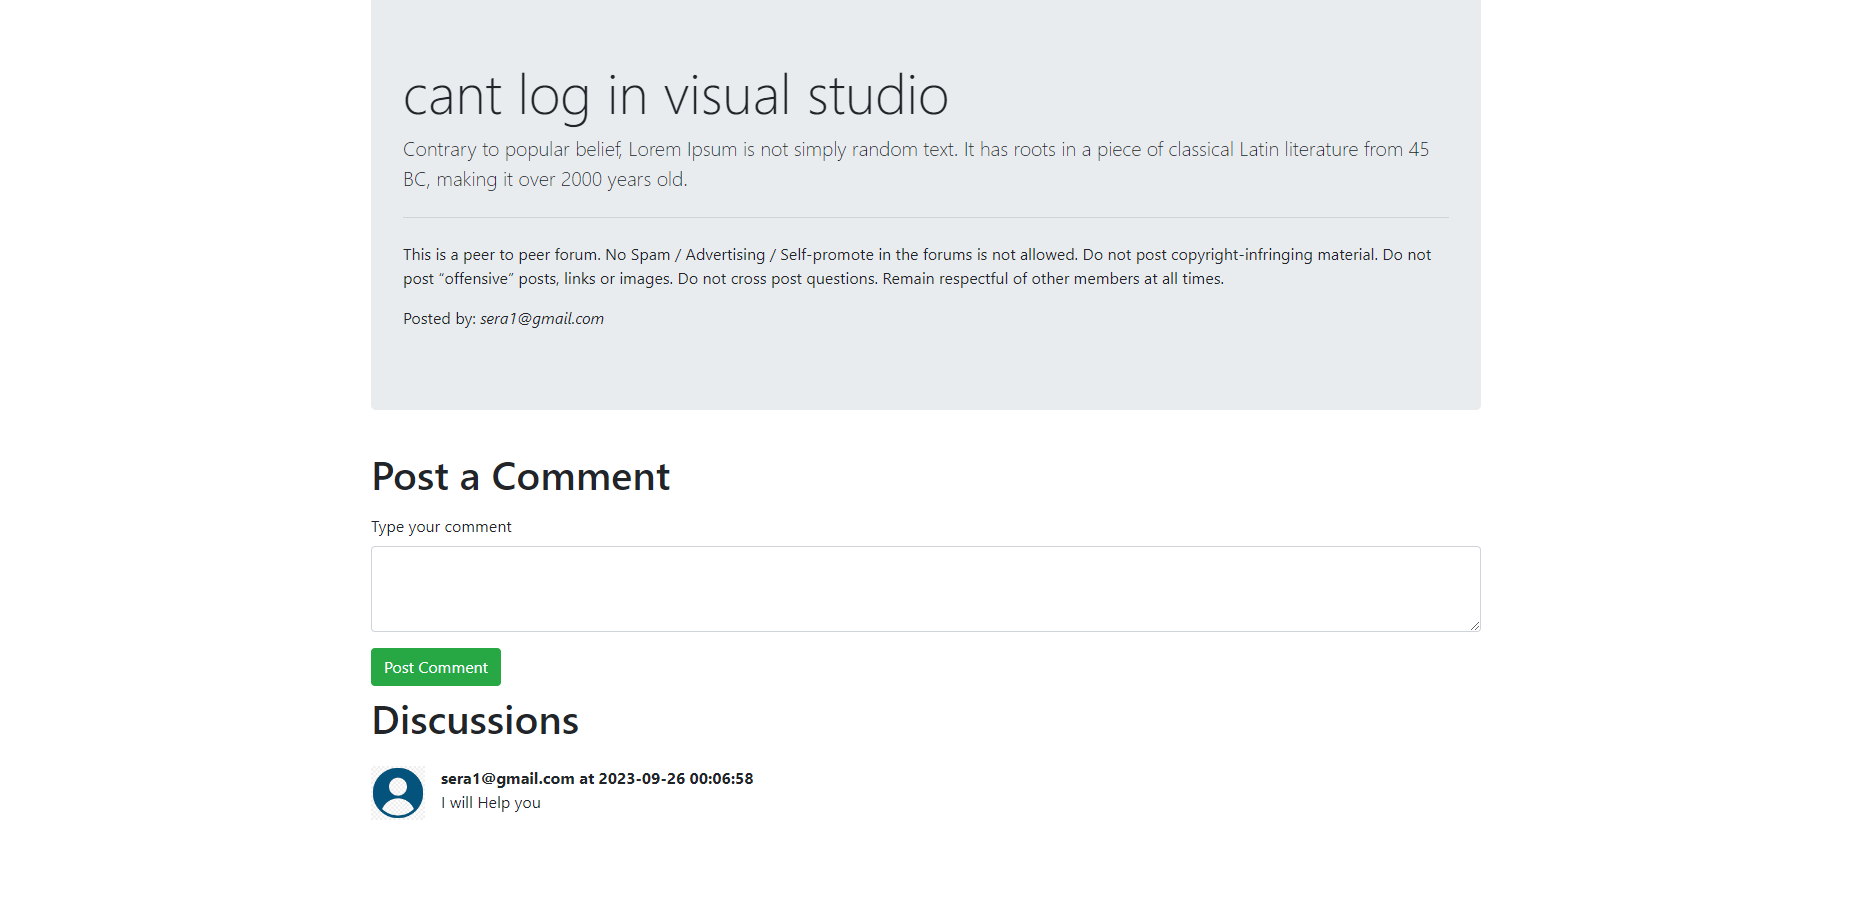 cant log in visual studio
Contrary to popular belief, Lorem Ipsum is not simply random text. It has roots in a piece of classical Latin literature from 45
BC, making it over 2000 years old.
This is a peer to peer forum. No Spam / Advertising / Self-promote in the forums is not allowed. Do not post copyright-infringing material. Do not
post “offensive” posts, links or images. Do not cross post questions. Remain respectful of other members at all times.
Posted by: sera1@gmail.com
Post a Comment
Type your comment
Post Comment
Discussions
sera1@gmail.com at 2023-09-26 00:06:58
I will Help you